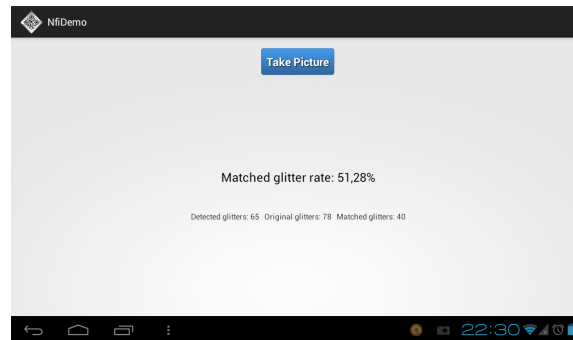 NfiDemo
Take Picture
Matched glitter rate: 51,28%
Detected glitters: 65 Original glitters: 78 Matched glitters: 40
22:30